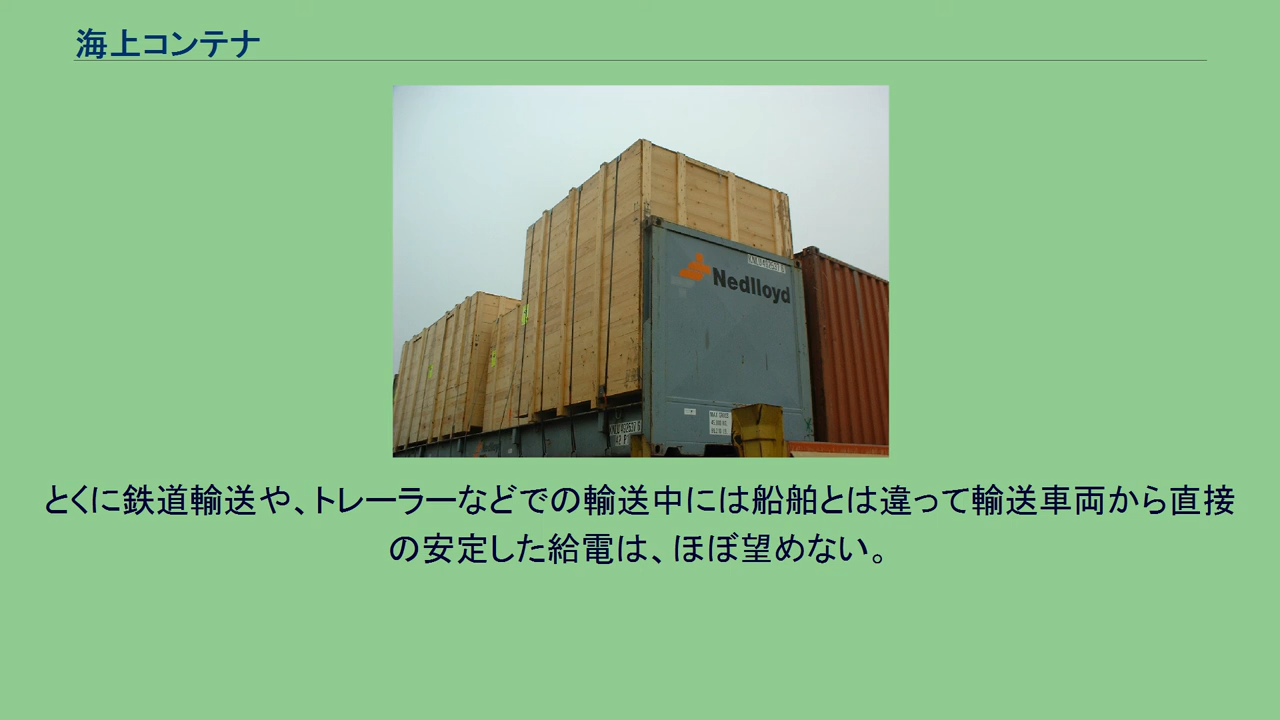 海上コンテナ
Nedlloyd
とくに鉄道輸送や、トレーラーなどでの輸送中には船舶とは違って輸送車両から直接
の安定した給電は、ほぼ望めない。